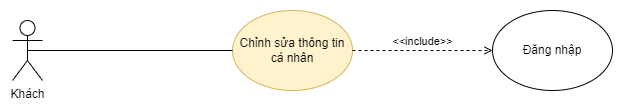 Chỉnh sửa thông tin
cá nhân
<<include>>
Đăng nhập
Khách